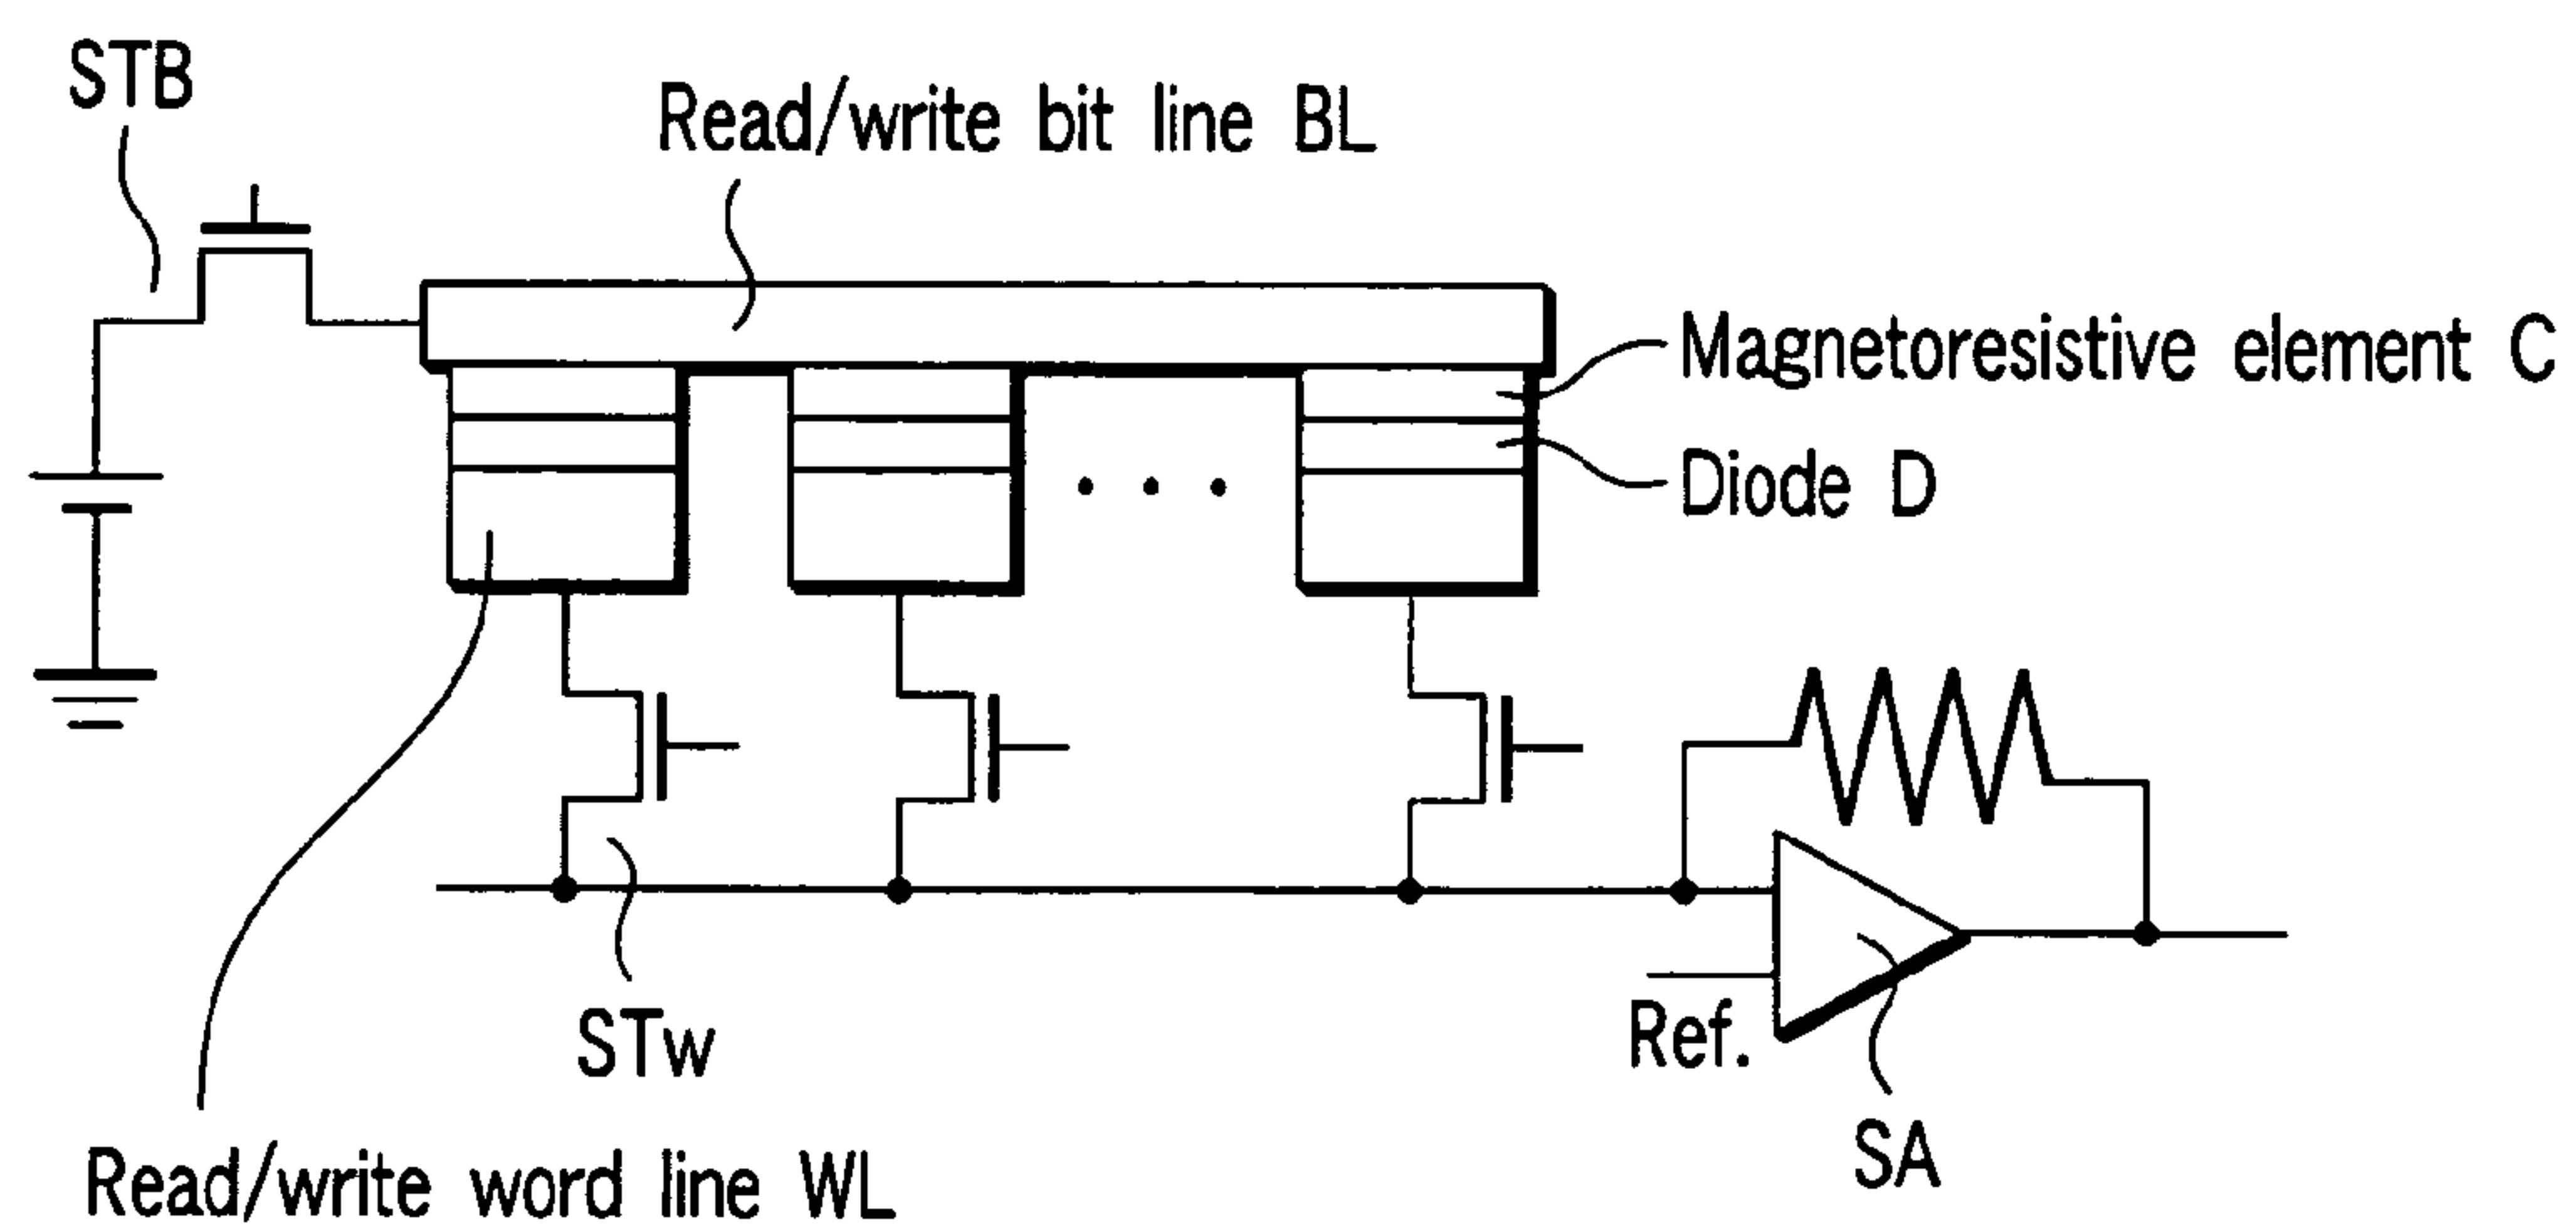 STB
Read/write bit line BL
Magnetoresistive element C
Diode D
STw
Ref.
SA
Read/write word line WL